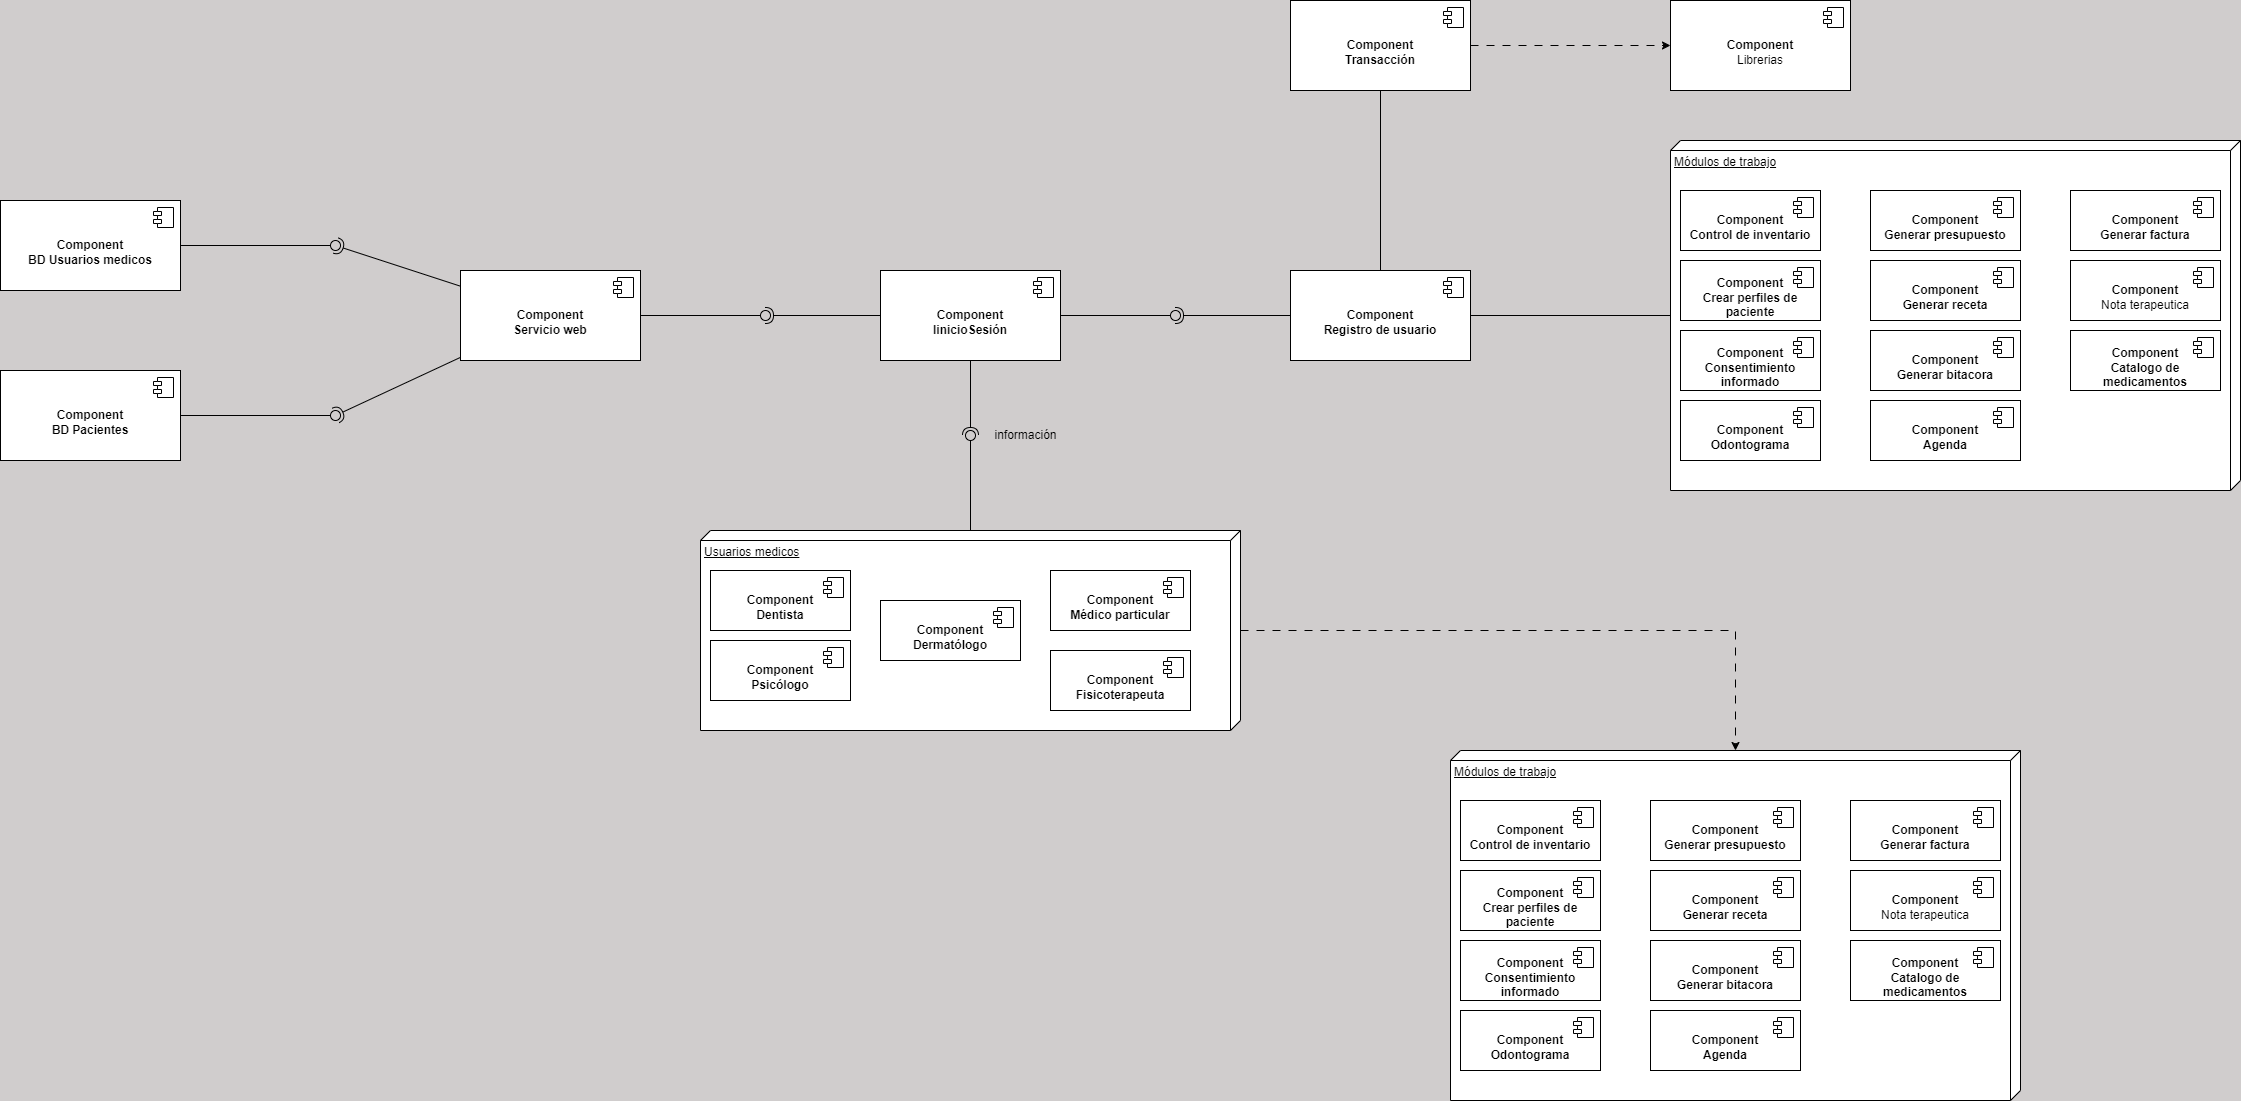 Component
Transacción
Component
Librerias
Módulos de trabajo
Component
Control de inventario
Component
Generar presupuesto
Component
Generar factura
Component
Crear perfiles de
paciente
Component
Generar receta
Component
Nota terapeutica
Component
Consentimiento
informado
Component
Generar bitacora
Component
Catalogo de
medicamentos
Component
Odontograma
Component
Agenda
Component
BD Usuarios medicos
Component
BD Pacientes
Component
Servicio web
Component
IinicioSesión
Component
Registro de usuario
información
Usuarios medicos
Component
Dentista
Component
Dermatólogo
Component
Médico particular
Component
Psicólogo
Component
Fisicoterapeuta
Módulos de trabajo
Component
Control de inventario
Component
Generar presupuesto
Component
Generar factura
Component
Crear perfiles de
paciente
Component
Generar receta
Component
Nota terapeutica
Component
Consentimiento
informado
Component
Generar bitacora
Component
Catalogo de
medicamentos
Component
Odontograma
Component
Agenda